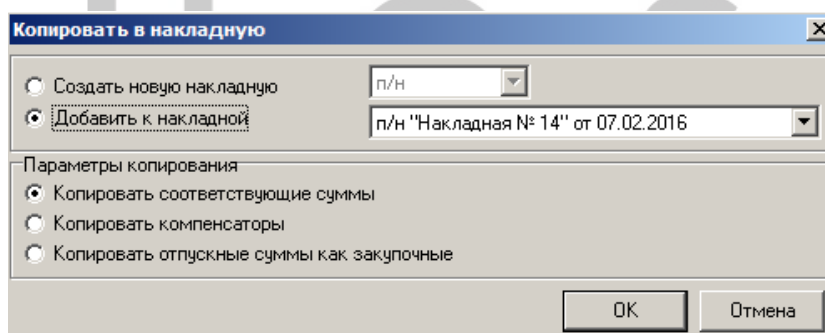 Копировать в накладную
Создать новую накладную
п/н
Добавить к накладной
п/н "Накладная № 14" от 07.02.2016
Параметры копирования
Копировать соответствующие суммы
Копировать компенсаторы
Копировать отпускные суммы как закупочные
OK
Отмена